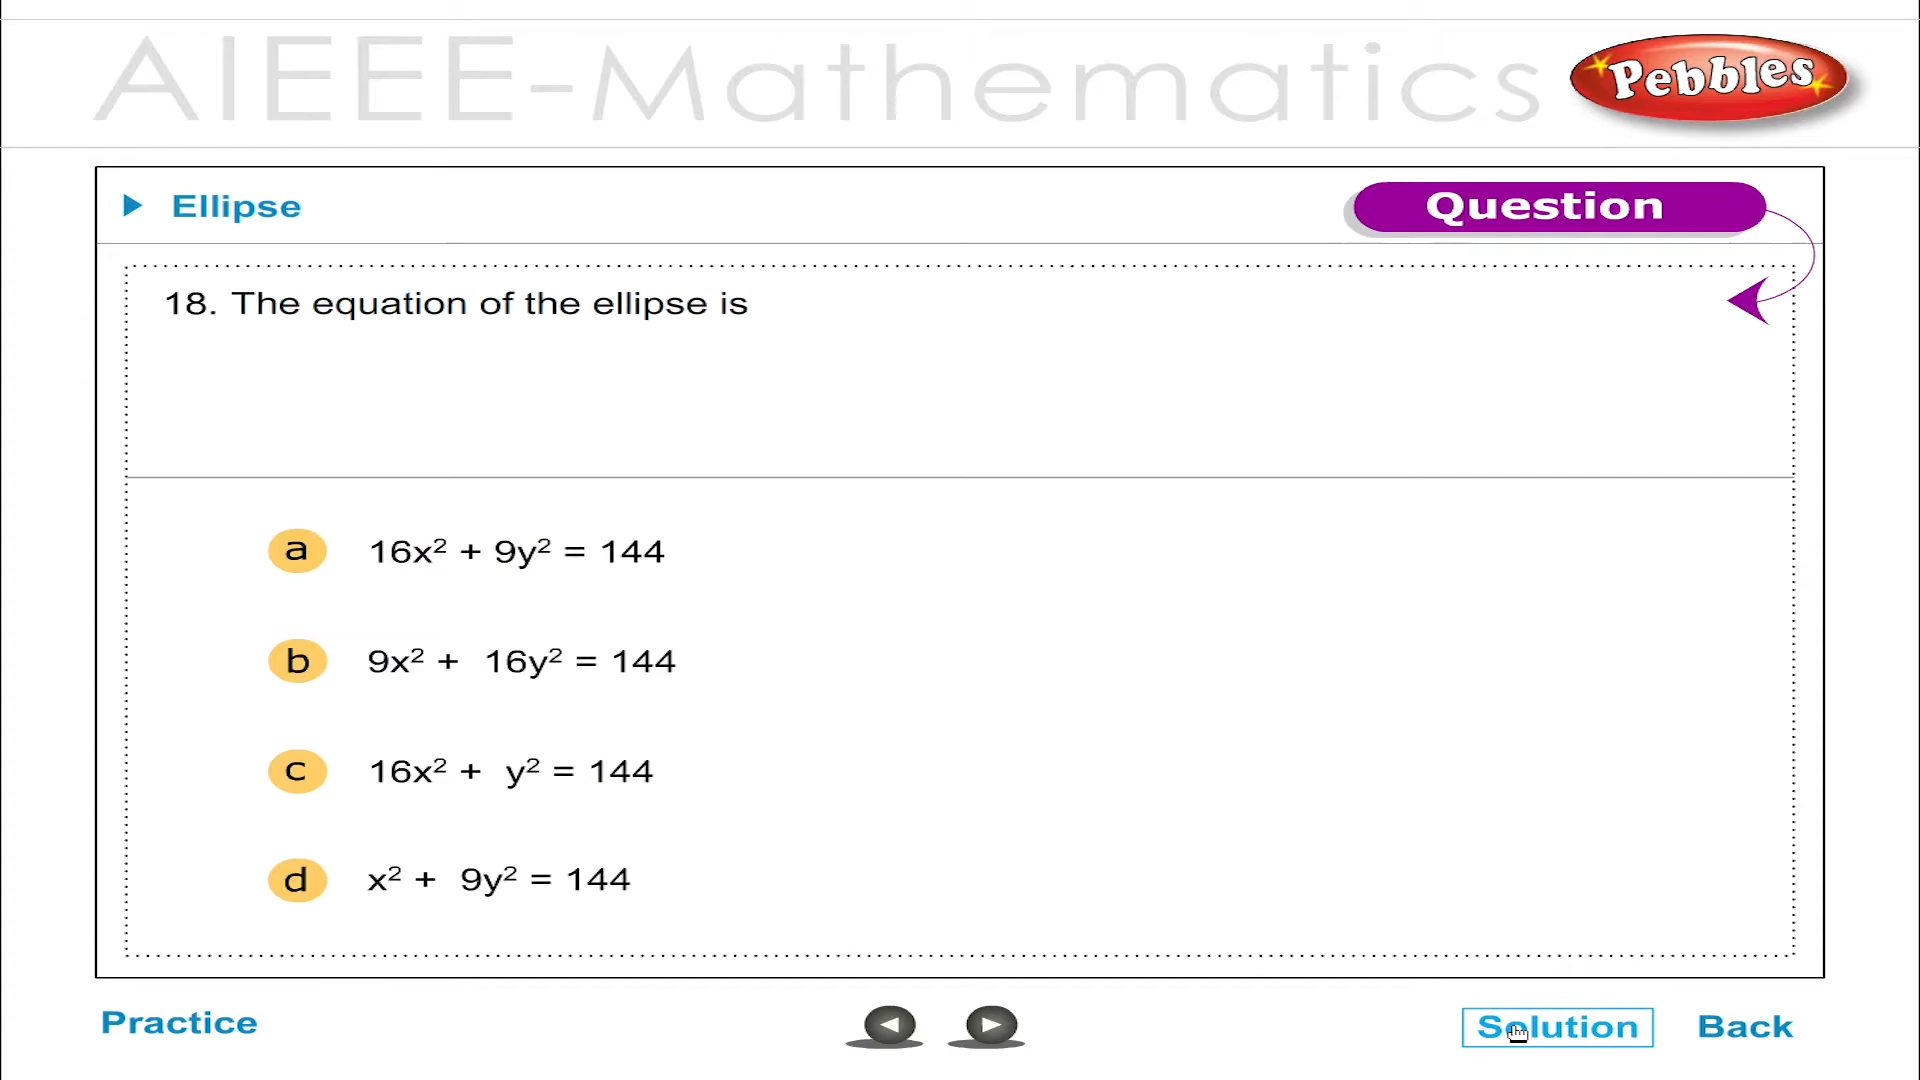 AIEEE-Mathematics
Pebbles
Ellipse
Question
18. The equation of the ellipse is
a 16x² + 9y² = 144
b 9x² + 16y² = 144
c 16x² + y² = 144
d x² + 9y² = 144
Practice
Solution
Back